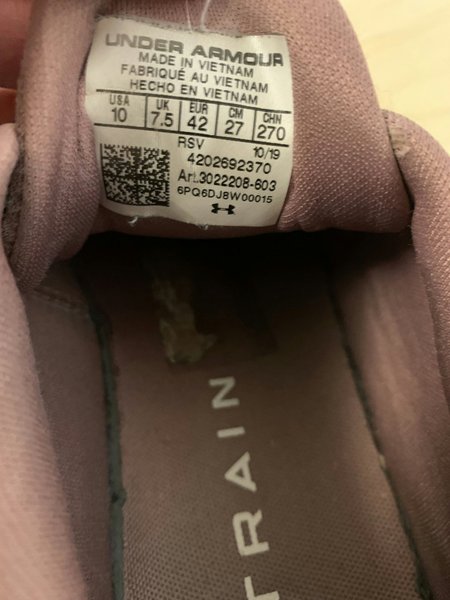 UNDER ARMOUR
MADE IN VIETNAM
FABRIQUÉ AU VIETNAM
HECHO EN VIETNAM
USA UK EUR CM CHN
10 7.5 42 27 270
RSV 10/19
4202692370
Art.3022208-603
6PQ6DJ8W00015
TRAIN